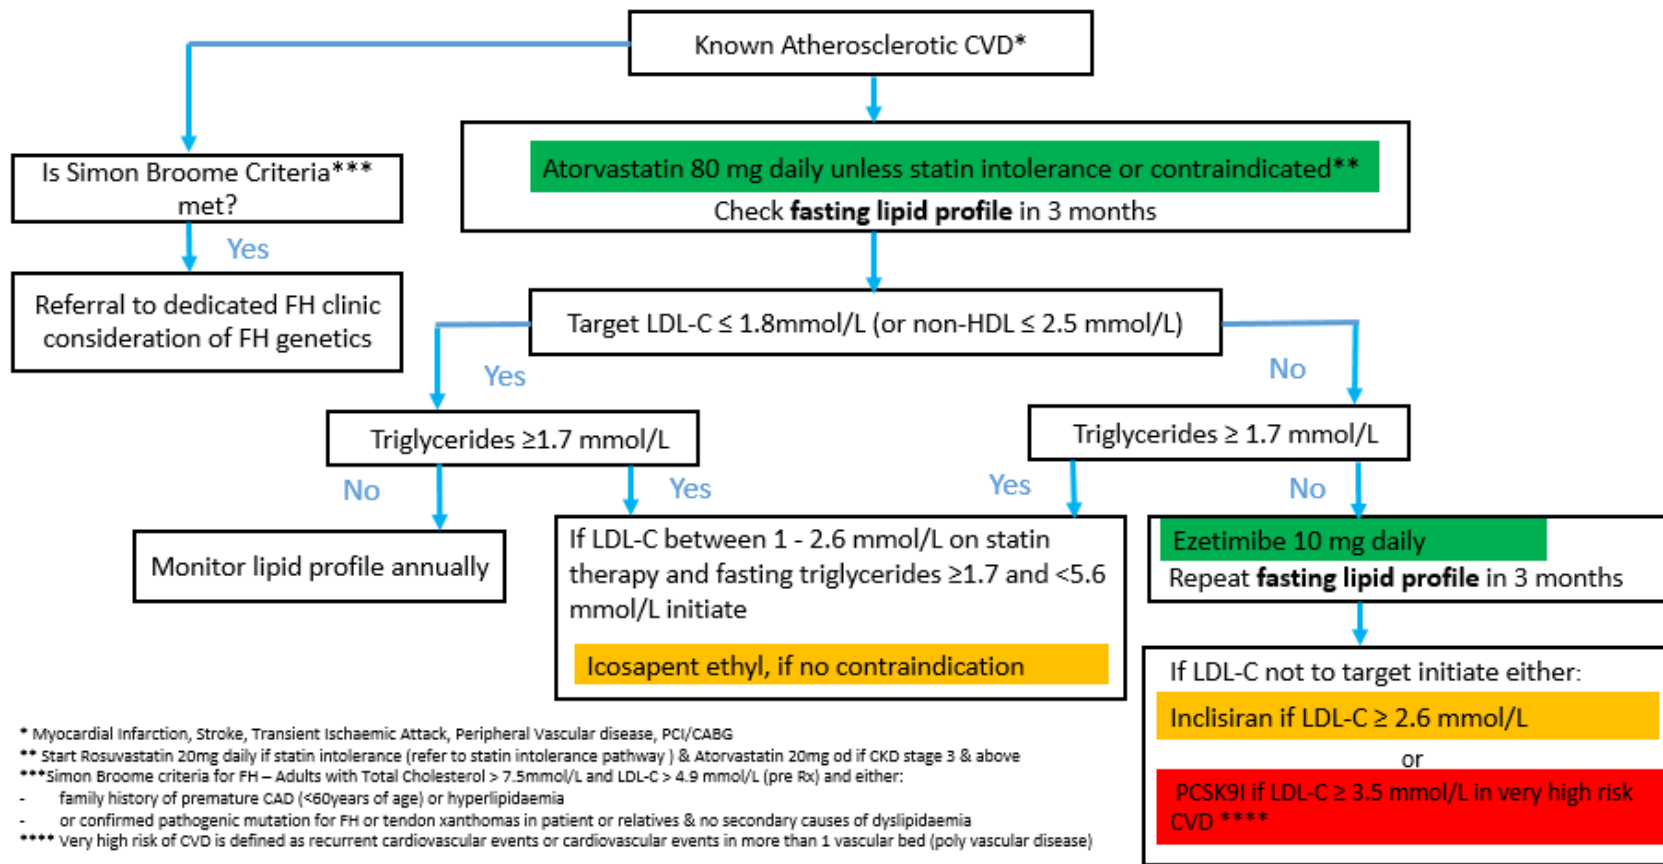 Known Atherosclerotic CVD*
Is Simon Broome Criteria***
met?
Yes
Referral to dedicated FH clinic
consideration of FH genetics
Atorvastatin 80 mg daily unless statin intolerance or contraindicated**
Check fasting lipid profile in 3 months
Target LDL-C ≤ 1.8mmol/L (or non-HDL ≤ 2.5 mmol/L)
Yes
No
Triglycerides ≥1.7 mmol/L
Triglycerides ≥ 1.7 mmol/L
No
Yes
Yes
No
Monitor lipid profile annually
If LDL-C between 1 - 2.6 mmol/L on statin
therapy and fasting triglycerides ≥1.7 and <5.6
mmol/L initiate
Icosapent ethyl, if no contraindication
Ezetimibe 10 mg daily
Repeat fasting lipid profile in 3 months
If LDL-C not to target initiate either:
Inclisiran if LDL-C ≥ 2.6 mmol/L
or
PCSK9I if LDL-C ≥ 3.5 mmol/L in very high risk
CVD ****
* Myocardial Infarction, Stroke, Transient Ischaemic Attack, Peripheral Vascular disease, PCI/CABG
** Start Rosuvastatin 20mg daily if statin intolerance (refer to statin intolerance pathway ) & Atorvastatin 20mg od if CKD stage 3 & above
***Simon Broome criteria for FH – Adults with Total Cholesterol > 7.5mmol/L and LDL-C > 4.9 mmol/L (pre Rx) and either:
- family history of premature CAD (<60years of age) or hyperlipidaemia
- or confirmed pathogenic mutation for FH or tendon xanthomas in patient or relatives & no secondary causes of dyslipidaemia
**** Very high risk of CVD is defined as recurrent cardiovascular events or cardiovascular events in more than 1 vascular bed (poly vascular disease)